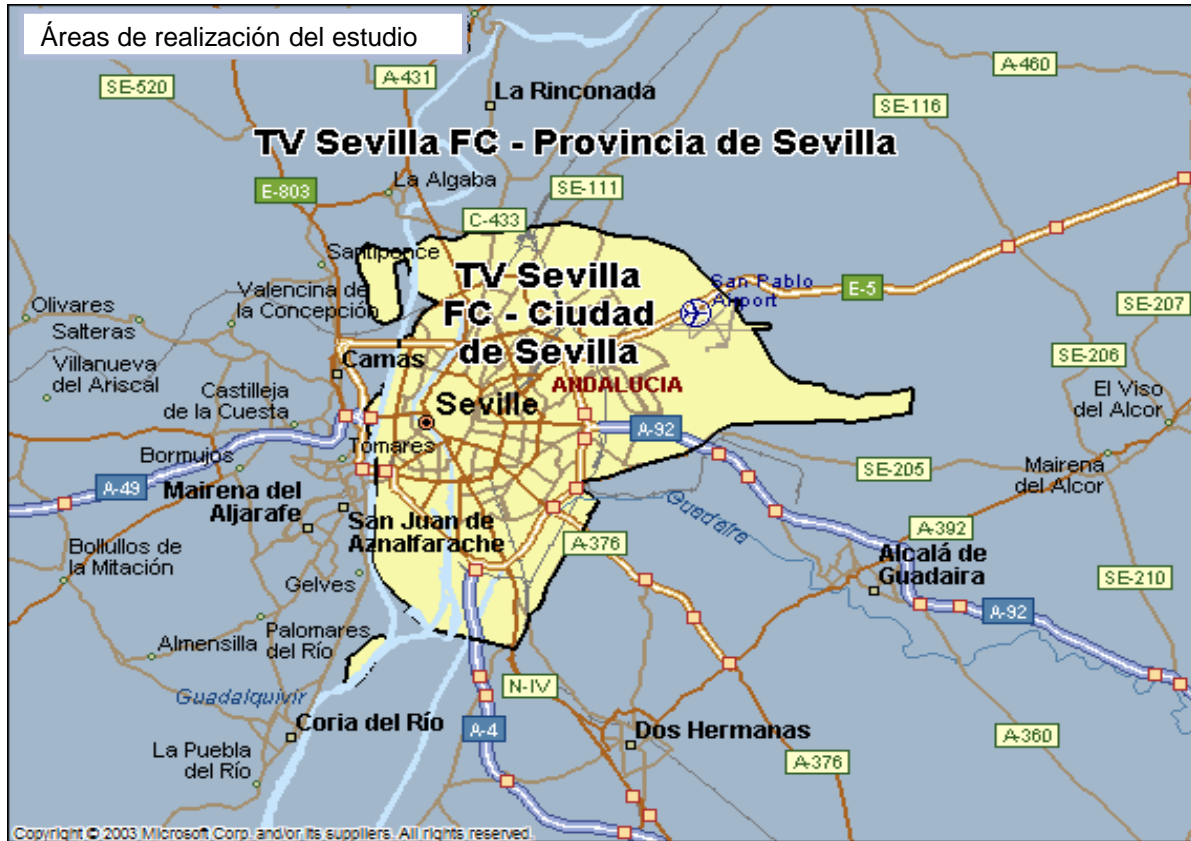 Áreas de realización del estudio
A-431
A-460
SE-520
La Rinconada
SE-116
TV Sevilla FC - Provincia de Sevilla
La Algaba
SE-111
E-803
C-433
Santiponce
TV Sevilla
FC - Ciudad
de Sevilla
San Pablo
Airport
E-5
Valencina de
la Concepción
Olivares
Salteras
SE-207
Villanueva
del Ariscal
Camas
SE-206
ANDALUCIA
Castilleja
de la Cuesta
Seville
El Viso
del Alcor
A-92
Tomares
Bormujos
SE-205
Mairena
del Alcor
A-49
Mairena del
Aljarafe
San Juan de
Aznalfarache
Guadaira
A-392
A-376
Bollullos de
la Mitación
Alcalá de
Guadaira
Gelves
SE-210
A-92
Almensilla
Palomares
del Río
Guadalquivir
N-IV
Coria del Río
A-4
Dos Hermanas
A-360
La Puebla
del Río
A-376
Copyright © 2003 Microsoft Corp. and/or its suppliers. All rights reserved.